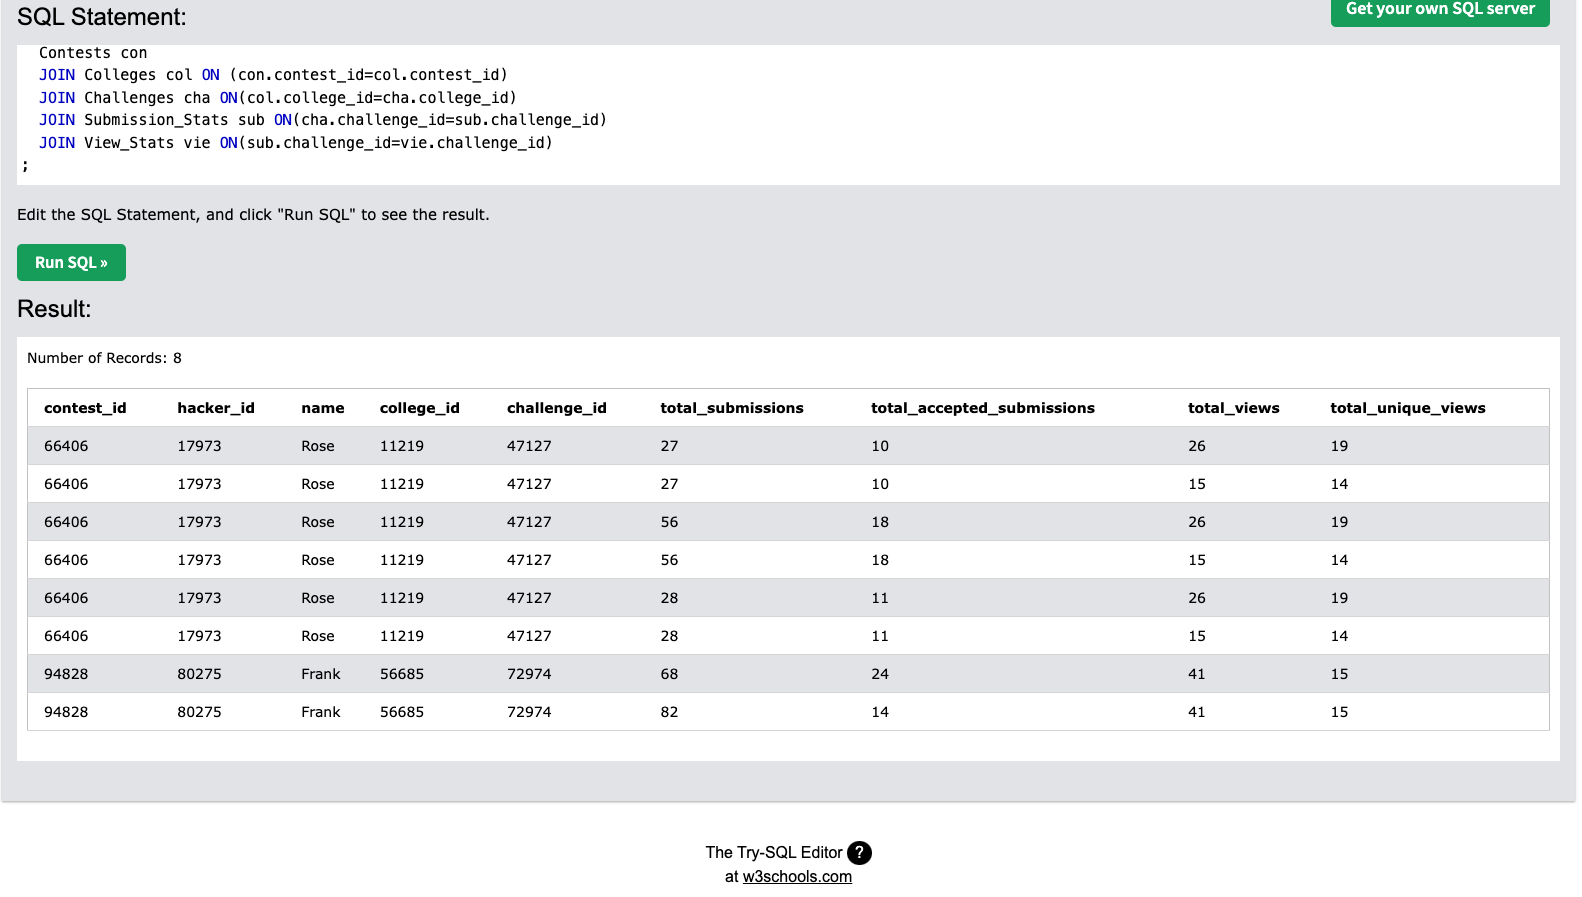 SQL Statement:
Get your own SQL server
Contests con
JOIN Colleges col ON (con.contest_id=col.contest_id)
JOIN Challenges cha ON(col.college_id=cha.college_id)
JOIN Submission_Stats sub ON(cha.challenge_id=sub.challenge_id)
JOIN View_Stats vie ON(sub.challenge_id=vie.challenge_id)
;
Edit the SQL Statement, and click "Run SQL" to see the result.
Run SQL »
Result:
Number of Records: 8
contest_id hacker_id name college_id challenge_id total_submissions total_accepted_submissions total_views total_unique_views
66406 17973 Rose 11219 47127 27 10 26 19
66406 17973 Rose 11219 47127 27 10 15 14
66406 17973 Rose 11219 47127 56 18 26 19
66406 17973 Rose 11219 47127 56 18 15 14
66406 17973 Rose 11219 47127 28 11 26 19
66406 17973 Rose 11219 47127 28 11 15 14
94828 80275 Frank 56685 72974 68 24 41 15
94828 80275 Frank 56685 72974 82 14 41 15
The Try-SQL Editor ?
at w3schools.com